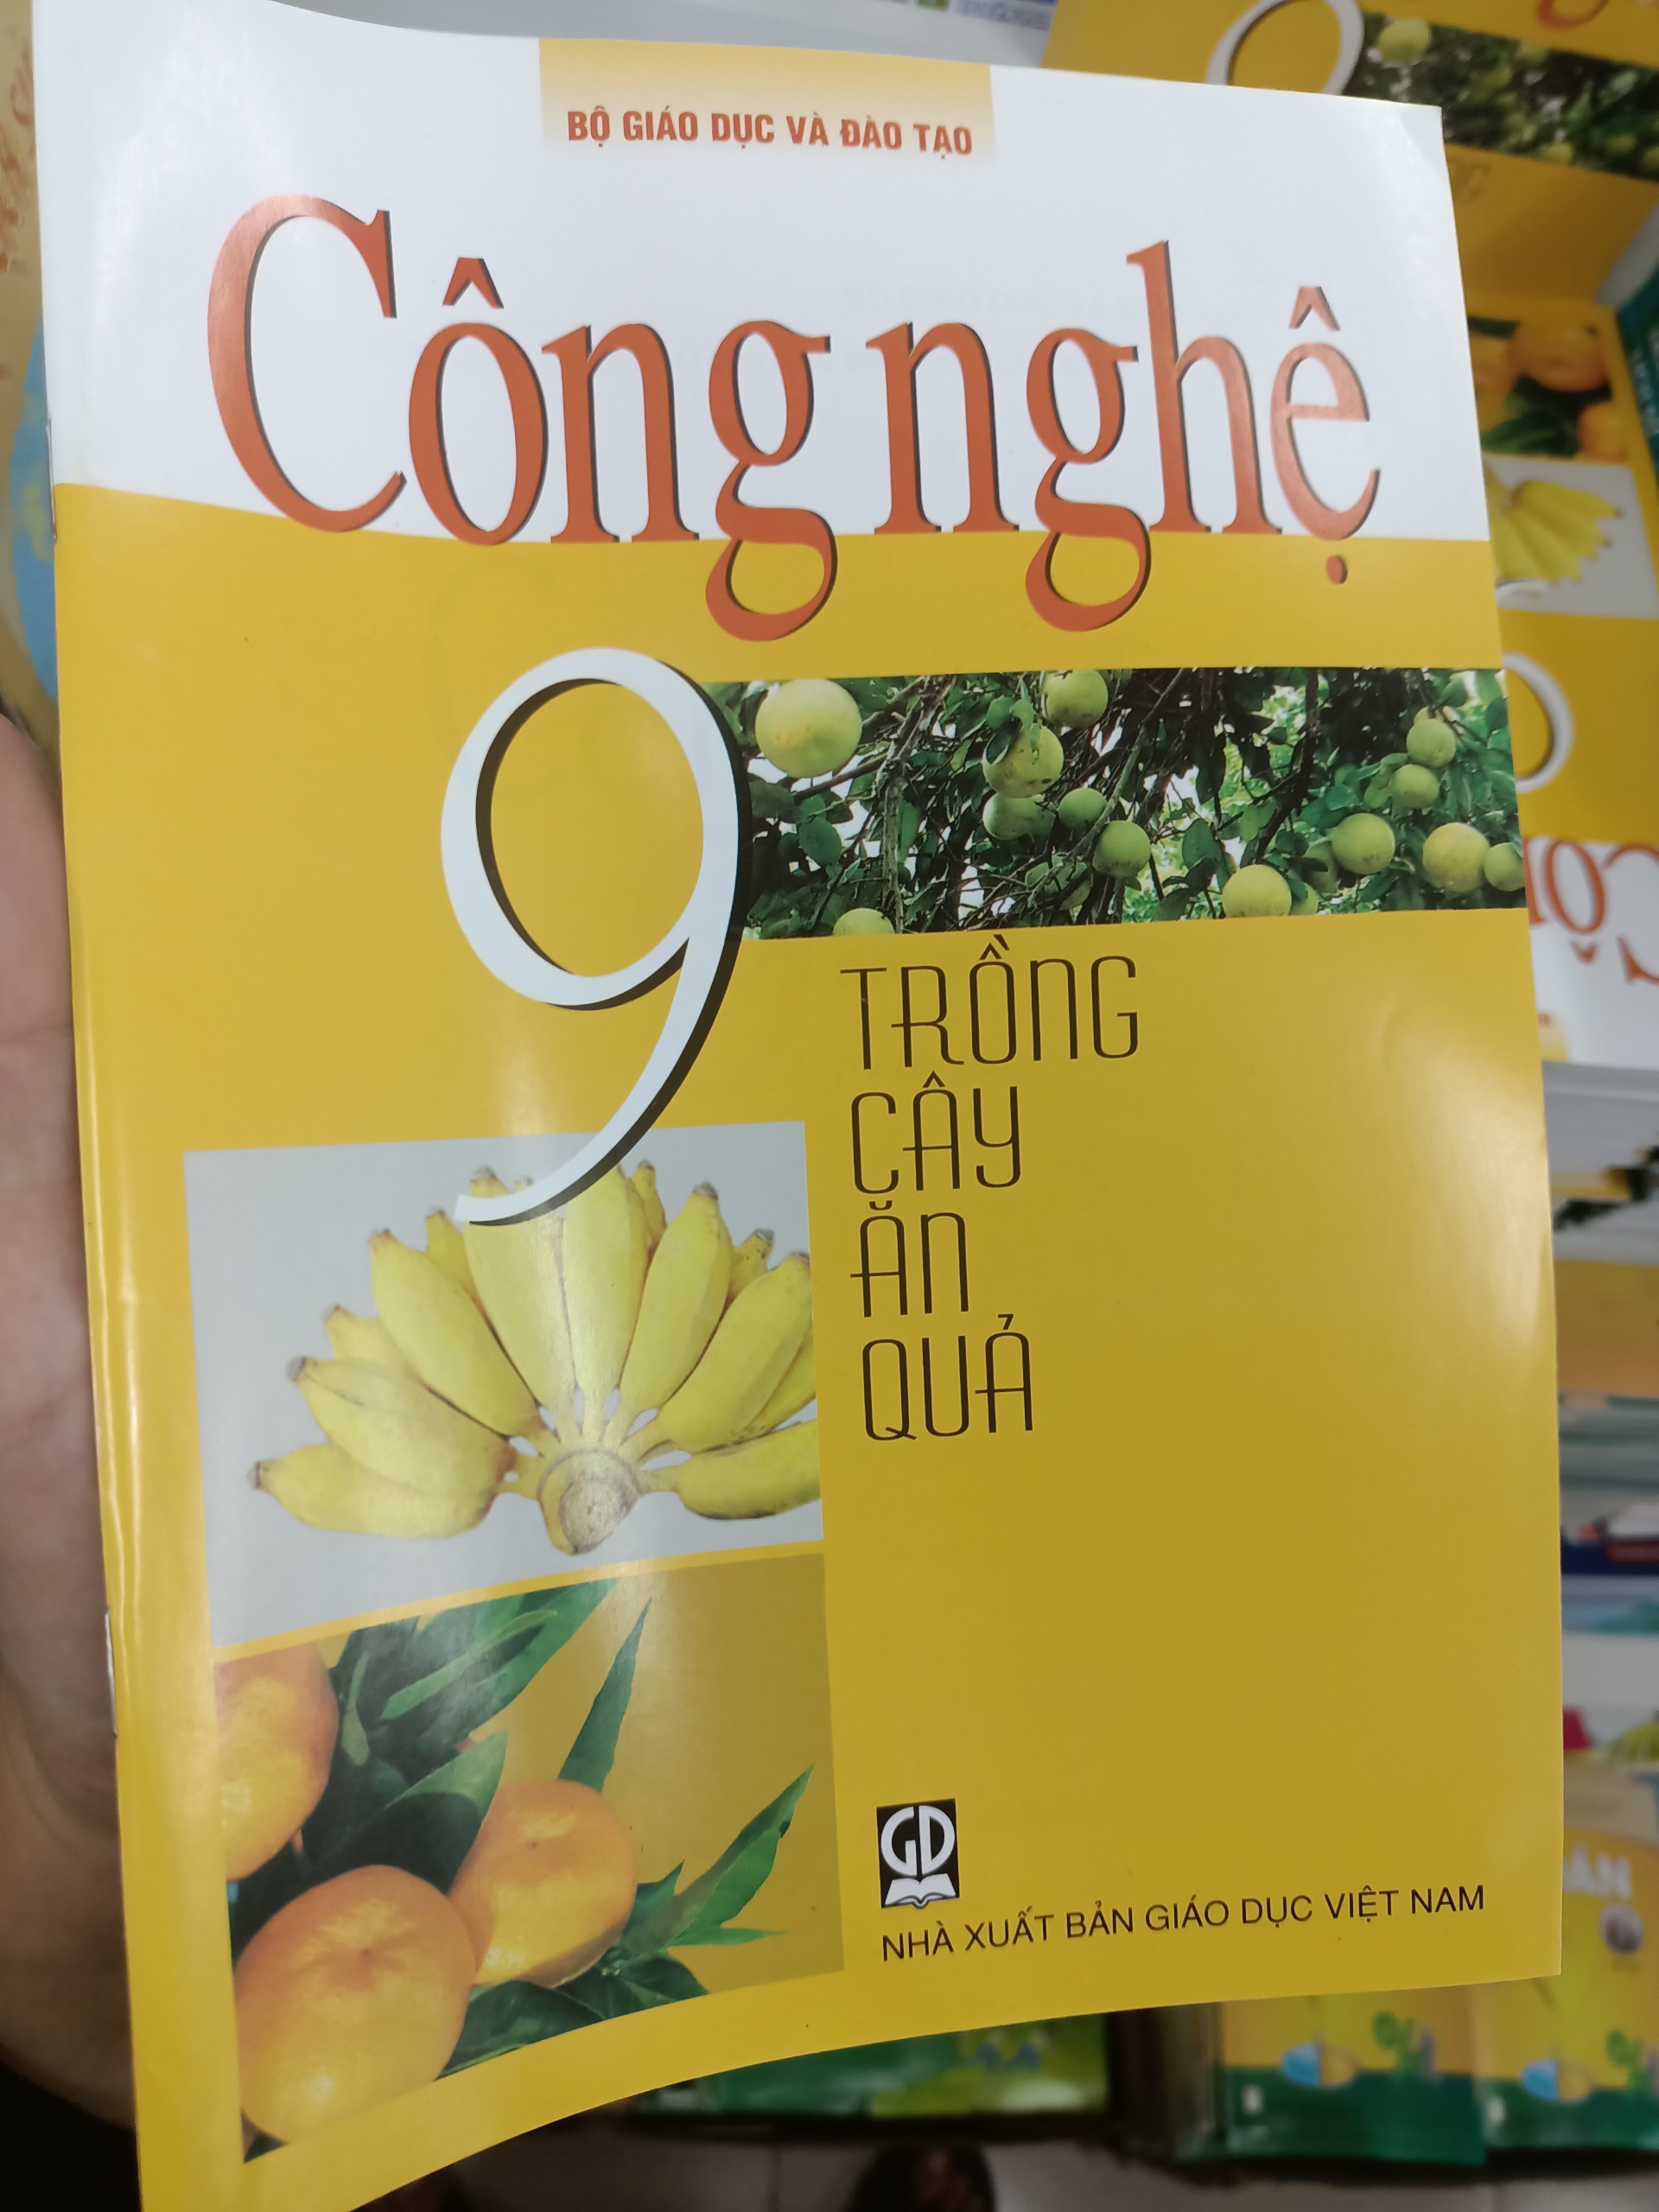 BỘ GIÁO DỤC VÀ ĐÀO TẠO
Công nghệ
9
TRỒNG
CÂY
ĂN
QUẢ
GD
NHÀ XUẤT BẢN GIÁO DỤC VIỆT NAM